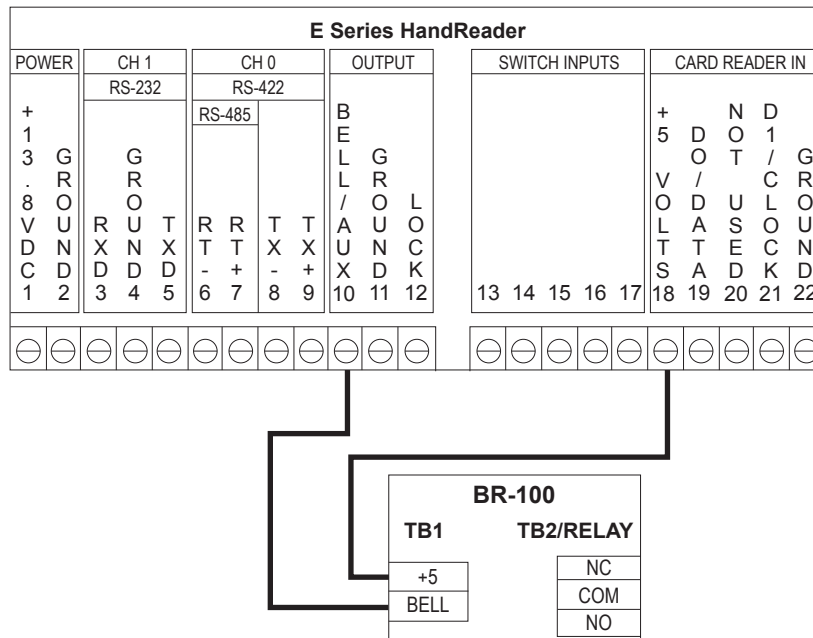 E Series HandReader
POWER CH 1 CH 0 OUTPUT SWITCH INPUTS CARD READER IN
RS-232 RS-422
RS-485
+13.8VDC
GROUND
RXD
GROUND
TXD
RT-
RT+
TX-
TX+
BELL/AUX
GROUND
LOCK
+5 VOLTS
DO/DATA
NOT USED
D1/CLOCK
GROUND
1 2 3 4 5 6 7 8 9 10 11 12 13 14 15 16 17 18 19 20 21 22
BR-100
TB1 TB2/RELAY
+5 NC
BELL COM
NO